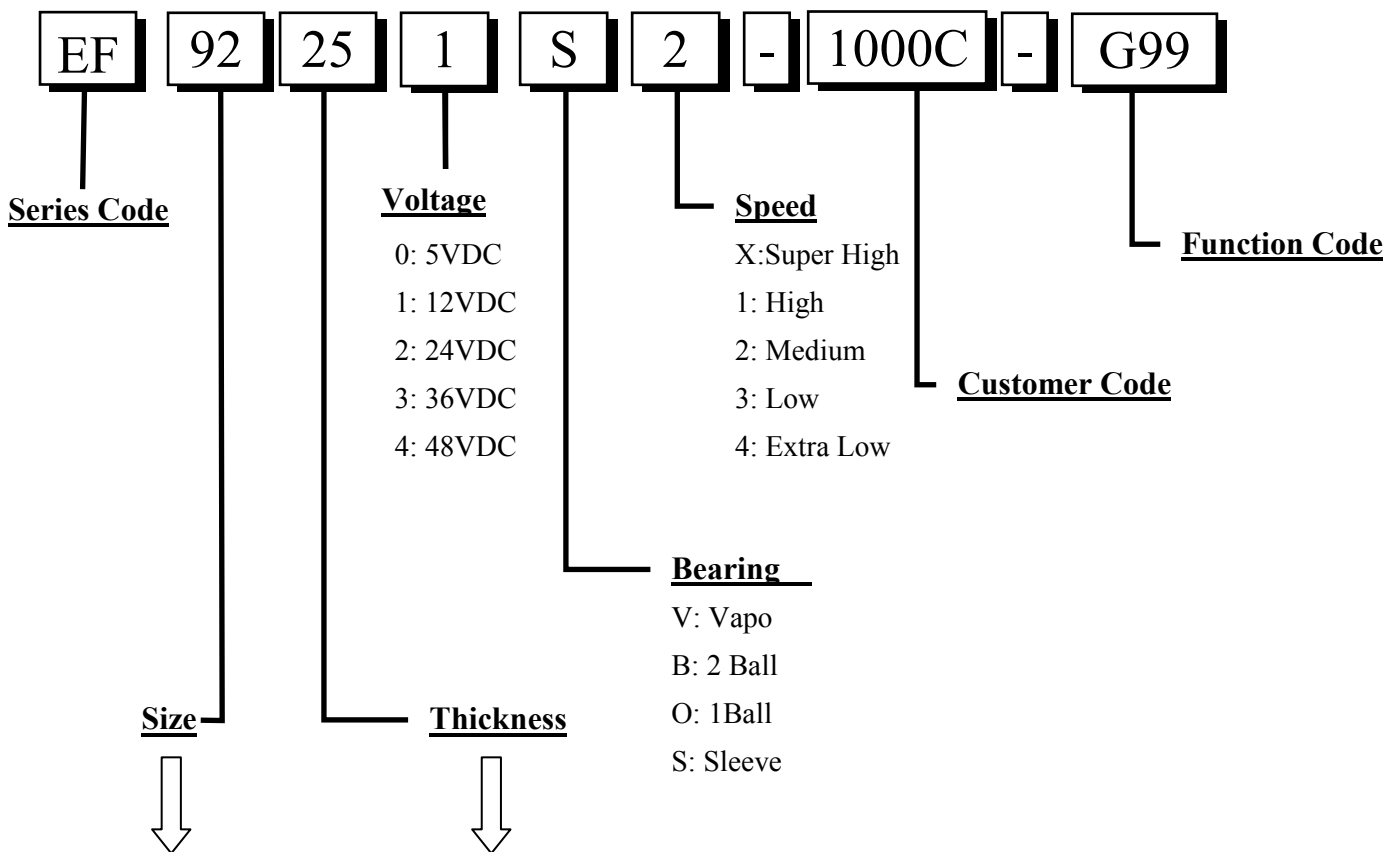 EF 92 25 1 S 2 - 1000C - G99
Series Code
Voltage
0: 5VDC
1: 12VDC
2: 24VDC
3: 36VDC
4: 48VDC
Speed
X:Super High
1: High
2: Medium
3: Low
4: Extra Low
Function Code
Customer Code
Bearing
V: Vapo
B: 2 Ball
O: 1Ball
S: Sleeve
Size
Thickness